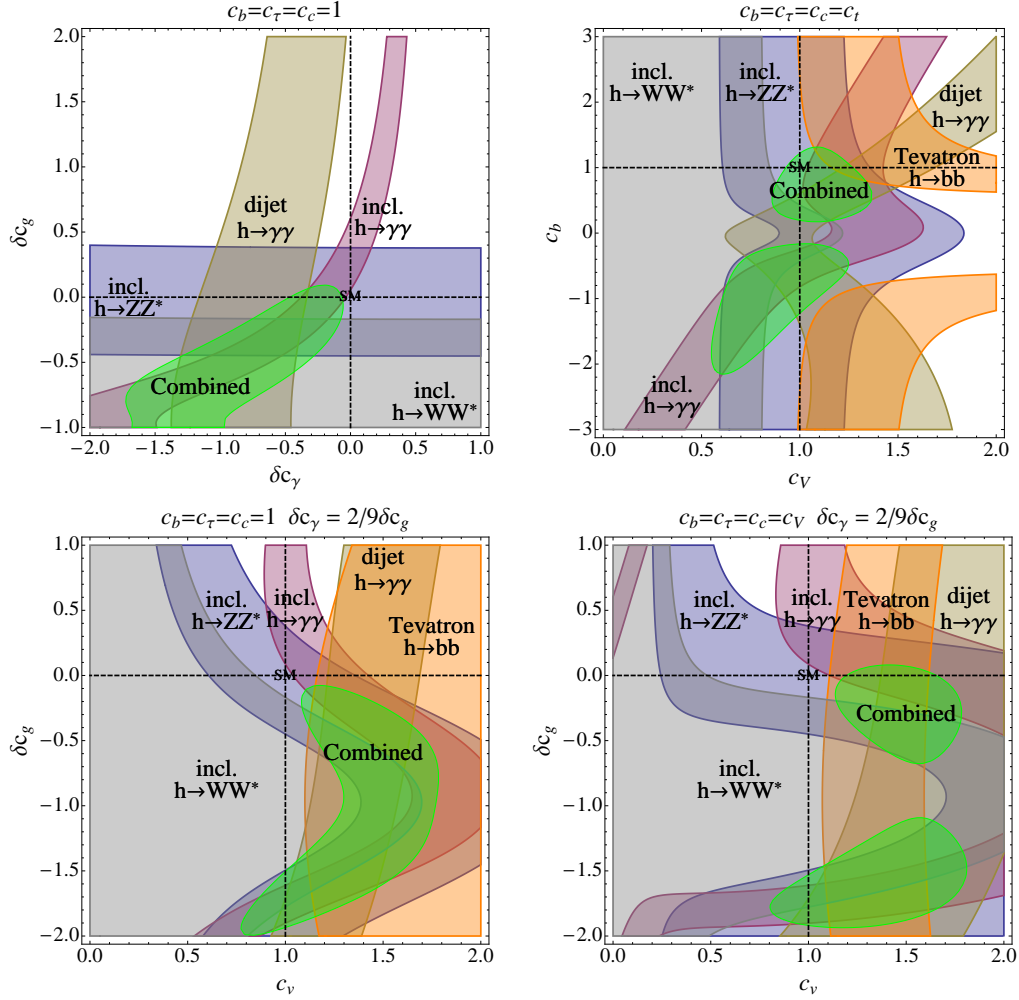 c_b=c_τ=c_c=1
2.0
1.5
1.0
0.5
0.0
−0.5
−1.0
δc_g
dijet
h→γγ
incl.
h→γγ
incl.
h→ZZ*
SM
Combined
incl.
h→WW*
−2.0 −1.5 −1.0 −0.5 0.0 0.5 1.0
δc_γ
c_b=c_τ=c_c=c_t
3
2
1
0
−1
−2
−3
c_b
incl.
h→WW*
incl.
h→ZZ*
dijet
h→γγ
SM
Tevatron
h→bb
Combined
incl.
h→γγ
0.0 0.5 1.0 1.5 2.0
c_V
c_b=c_τ=c_c=1 δc_γ = 2/9δc_g
1.0
0.5
0.0
−0.5
−1.0
−1.5
−2.0
δc_g
dijet
h→γγ
incl.
h→ZZ*
incl.
h→γγ
Tevatron
h→bb
SM
Combined
incl.
h→WW*
0.0 0.5 1.0 1.5 2.0
c_v
c_b=c_τ=c_c=c_V δc_γ = 2/9δc_g
1.0
0.5
0.0
−0.5
−1.0
−1.5
−2.0
δc_g
incl.
h→ZZ*
incl.
h→γγ
Tevatron
h→bb
dijet
h→γγ
SM
Combined
incl.
h→WW*
0.0 0.5 1.0 1.5 2.0
c_v